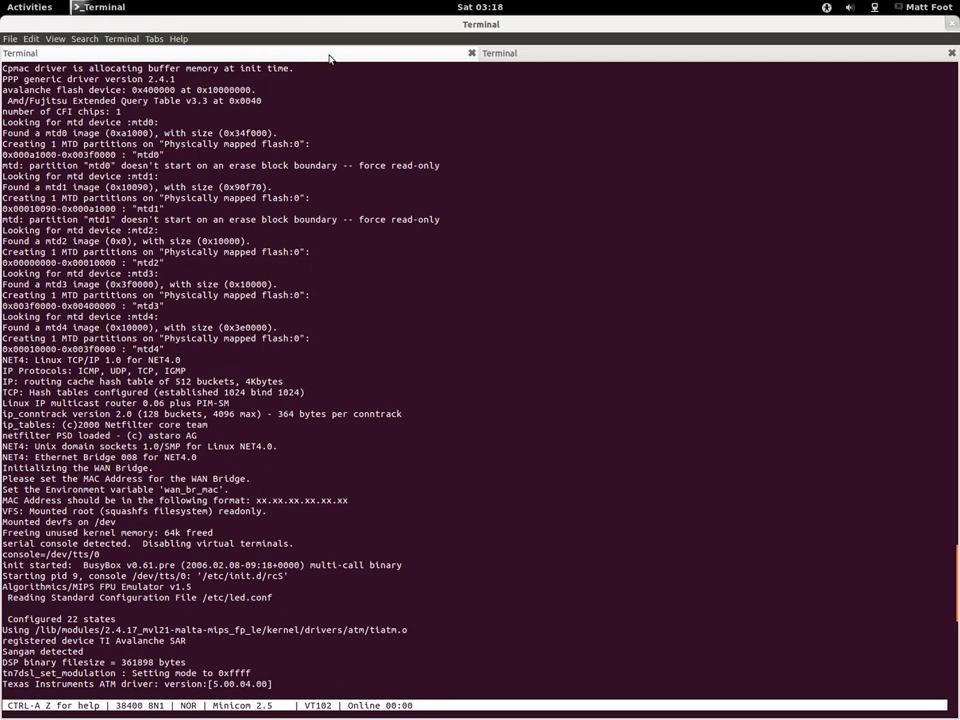 Activities
>_Terminal
Sat 03:18
Matt Foot
Terminal
File Edit View Search Terminal Tabs Help
Terminal
Terminal
Cpmac driver is allocating buffer memory at init time.
PPP generic driver version 2.4.1
avalanche flash device: 0x400000 at 0x10000000.
Amd/Fujitsu Extended Query Table v3.3 at 0x0040
number of CFI chips: 1
Looking for mtd device :mtd0:
Found a mtd0 image (0xa1000), with size (0x34f000).
Creating 1 MTD partitions on "Physically mapped flash:0":
0x000a1000-0x003f0000 : "mtd0"
mtd: partition "mtd0" doesn't start on an erase block boundary -- force read-only
Looking for mtd device :mtd1:
Found a mtd1 image (0x10090), with size (0x90f70).
Creating 1 MTD partitions on "Physically mapped flash:0":
0x00010090-0x000a1000 : "mtd1"
mtd: partition "mtd1" doesn't start on an erase block boundary -- force read-only
Looking for mtd device :mtd2:
Found a mtd2 image (0x0), with size (0x10000).
Creating 1 MTD partitions on "Physically mapped flash:0":
0x00000000-0x00010000 : "mtd2"
Looking for mtd device :mtd3:
Found a mtd3 image (0x3f0000), with size (0x10000).
Creating 1 MTD partitions on "Physically mapped flash:0":
0x003f0000-0x00400000 : "mtd3"
Looking for mtd device :mtd4:
Found a mtd4 image (0x10000), with size (0x3e0000).
Creating 1 MTD partitions on "Physically mapped flash:0":
0x00010000-0x003f0000 : "mtd4"
NET4: Linux TCP/IP 1.0 for NET4.0
IP Protocols: ICMP, UDP, TCP, IGMP
IP: routing cache hash table of 512 buckets, 4Kbytes
TCP: Hash tables configured (established 1024 bind 1024)
Linux IP multicast router 0.06 plus PIM-SM
ip_conntrack version 2.0 (128 buckets, 4096 max) - 364 bytes per conntrack
ip_tables: (c)2000 Netfilter core team
netfilter PSD loaded - (c) astaro AG
NET4: Unix domain sockets 1.0/SMP for Linux NET4.0.
NET4: Ethernet Bridge 008 for NET4.0
Initializing the WAN Bridge.
Please set the MAC Address for the WAN Bridge.
Set the Environment variable 'wan_br_mac'.
MAC Address should be in the following format: xx.xx.xx.xx.xx.xx
VFS: Mounted root (squashfs filesystem) readonly.
Mounted devfs on /dev
Freeing unused kernel memory: 64k freed
serial console detected.  Disabling virtual terminals.
console=/dev/tts/0
init started:  BusyBox v0.61.pre (2006.02.08-09:18+0000) multi-call binary
Starting pid 9, console /dev/tts/0: '/etc/init.d/rcS'
Algorithmics/MIPS FPU Emulator v1.5
Reading Standard Configuration File /etc/led.conf
Configured 22 states
Using /lib/modules/2.4.17_mvl21-malta-mips_fp_le/kernel/drivers/atm/tiatm.o
registered device TI Avalanche SAR
Sangam detected
DSP binary filesize = 361898 bytes
tn7dsl_set_modulation : Setting mode to 0xffff
Texas Instruments ATM driver: version:[5.00.04.00]
CTRL-A Z for help | 38400 8N1 | NOR | Minicom 2.5    | VT102 | Online 00:00